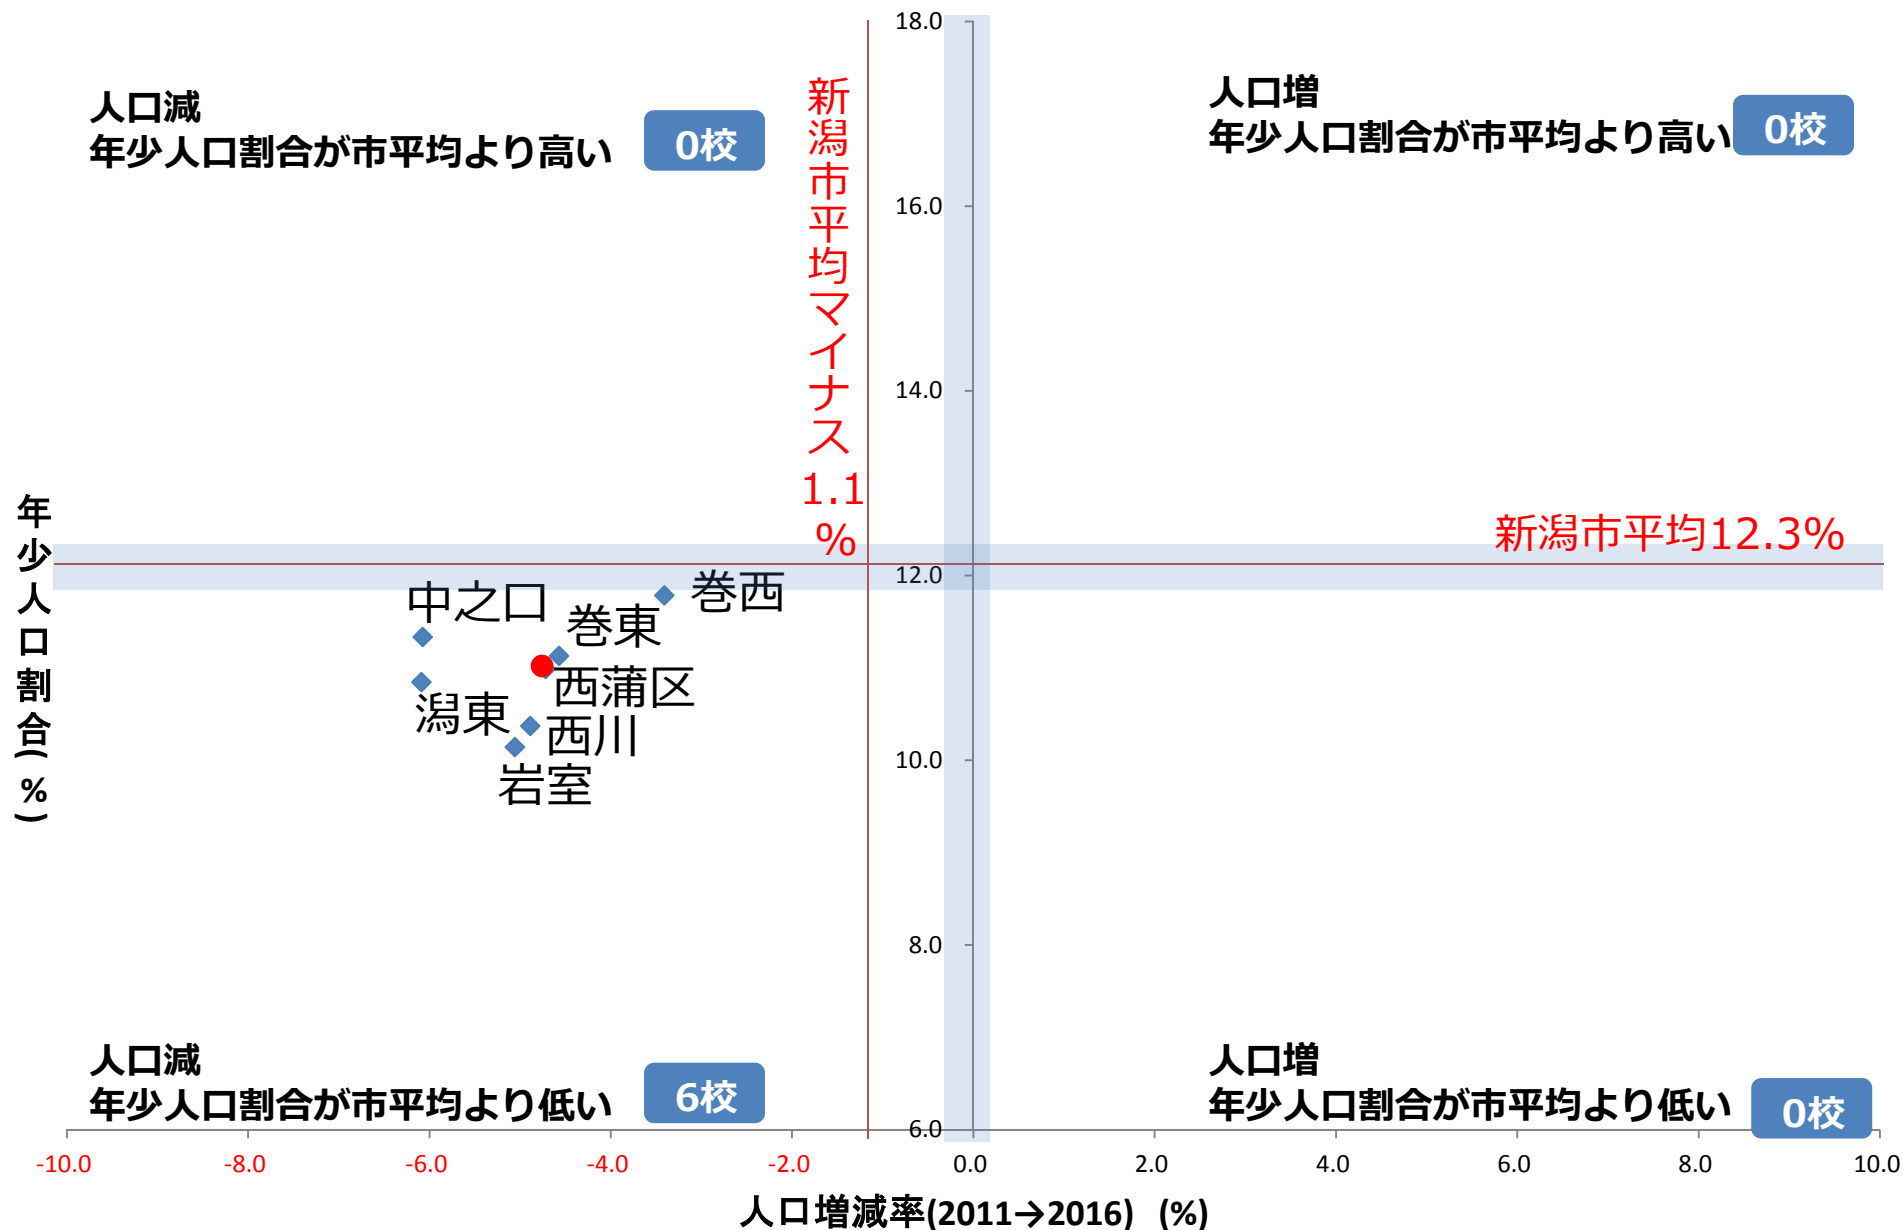 人口減
年少人口割合が市平均より高い
0校
新潟市平均マイナス1.1%
人口増
年少人口割合が市平均より高い
0校
18.0
16.0
14.0
12.0
10.0
8.0
6.0
新潟市平均12.3%
年少人口割合(%)
中之口
巻西
巻東
西蒲区
潟東
西川
岩室
人口減
年少人口割合が市平均より低い
6校
人口増
年少人口割合が市平均より低い
0校
-10.0
-8.0
-6.0
-4.0
-2.0
0.0
2.0
4.0
6.0
8.0
10.0
人口増減率(2011→2016) (%)